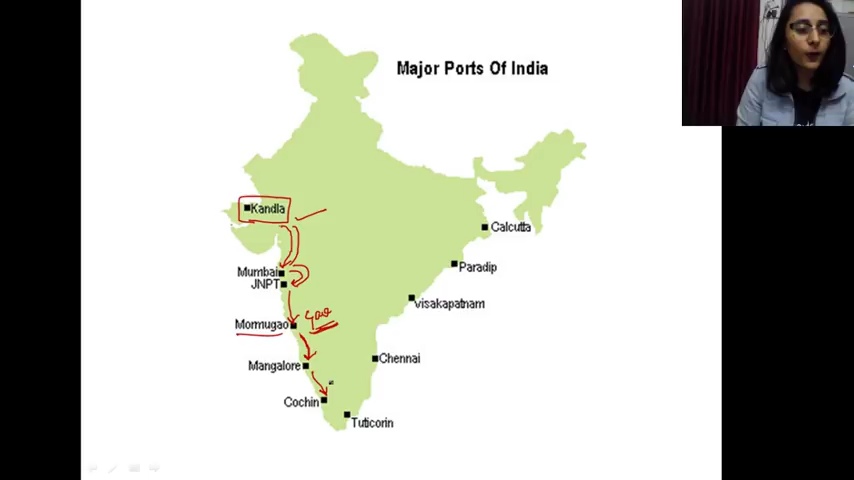 Major Ports Of India
Kandla
Calcutta
Paradip
Mumbai
JNPT
visakapatnam
Mormugao
Goa
Chennai
Mangalore
Cochin
Tuticorin